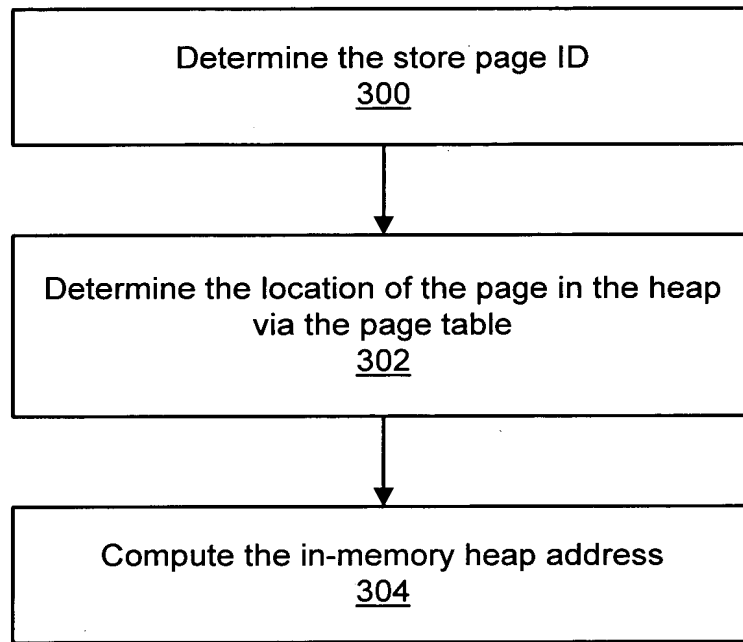 Determine the store page ID
300
Determine the location of the page in the heap
via the page table
302
Compute the in-memory heap address
304